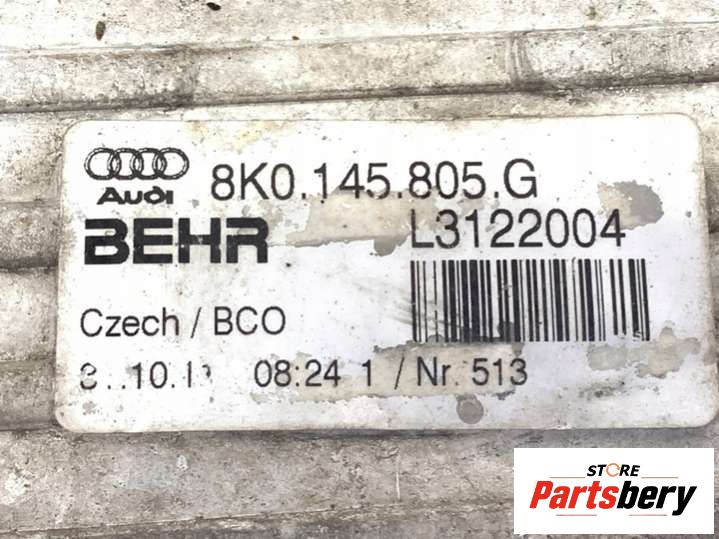 8K0.145.805.G
Audi
BEHR L3122004
Czech / BCO
08:24 1 / Nr. 513
STORE
Partsbery